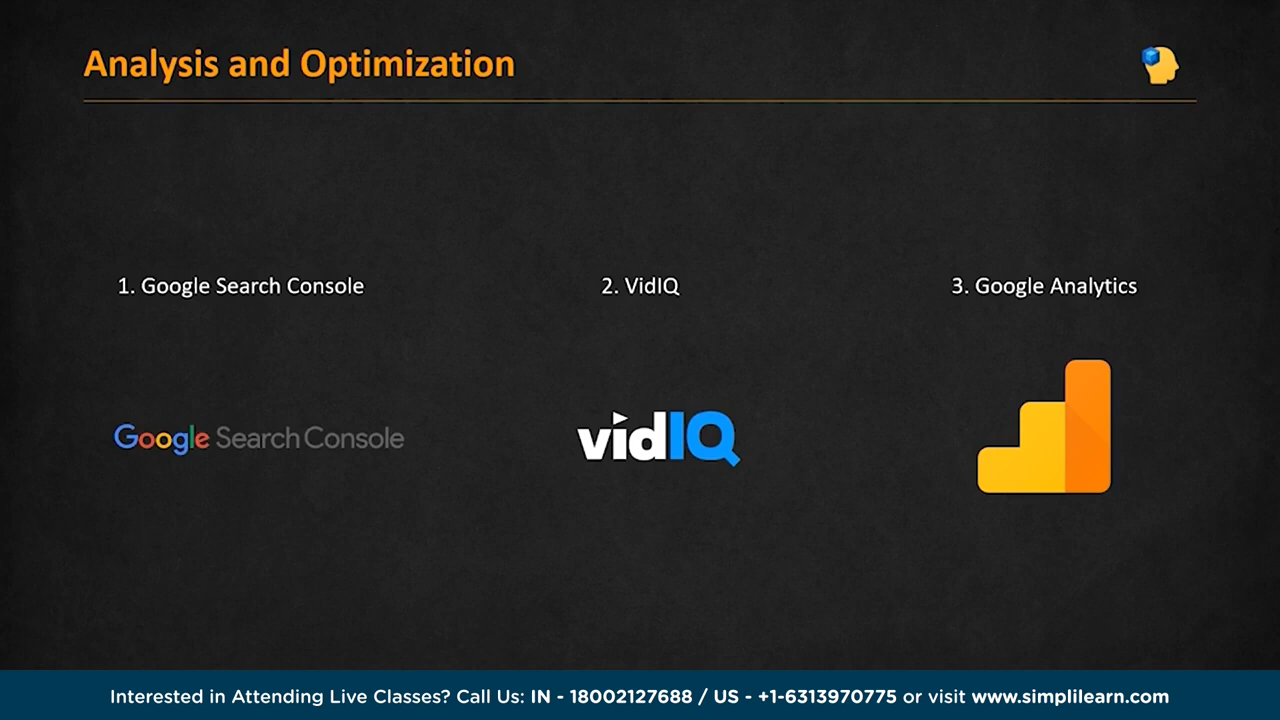 Analysis and Optimization
1. Google Search Console
2. VidIQ
3. Google Analytics
Google Search Console
vidIQ
Interested in Attending Live Classes? Call Us: IN - 18002127688 / US - +1-6313970775 or visit www.simplilearn.com